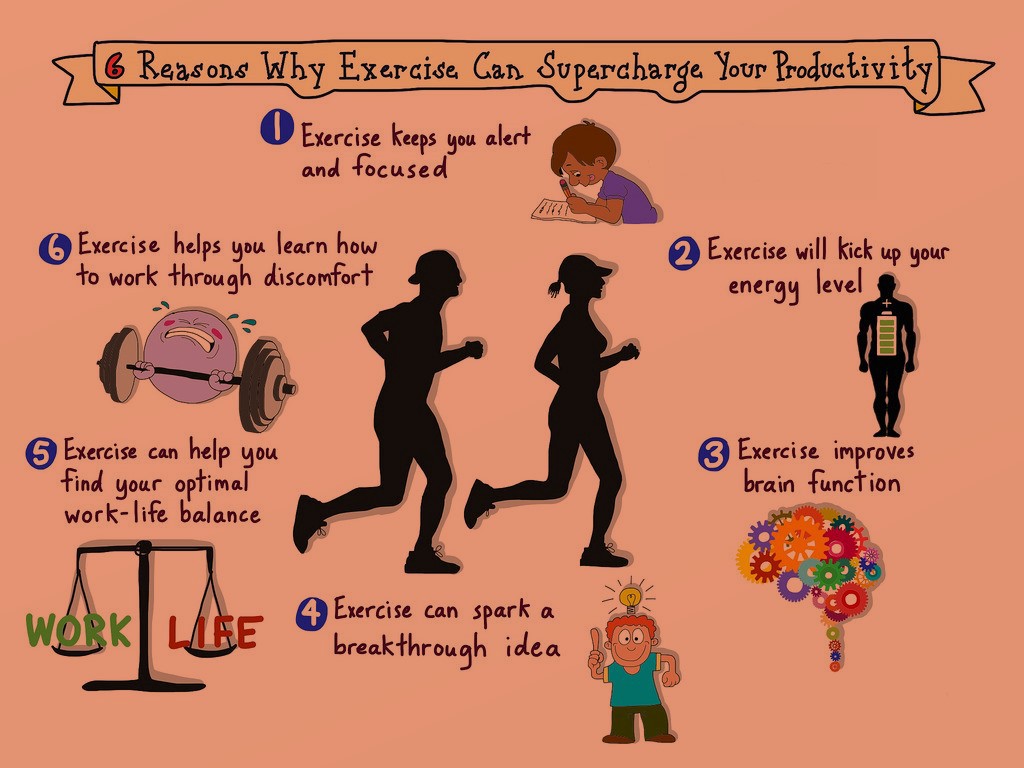 6 Reasons Why Exercise Can Supercharge Your Productivity
1 Exercise keeps you alert
and focused
2 Exercise will kick up your
energy level
3 Exercise improves
brain function
4 Exercise can spark a
breakthrough idea
5 Exercise can help you
find your optimal
work-life balance
WORK LIFE
6 Exercise helps you learn how
to work through discomfort